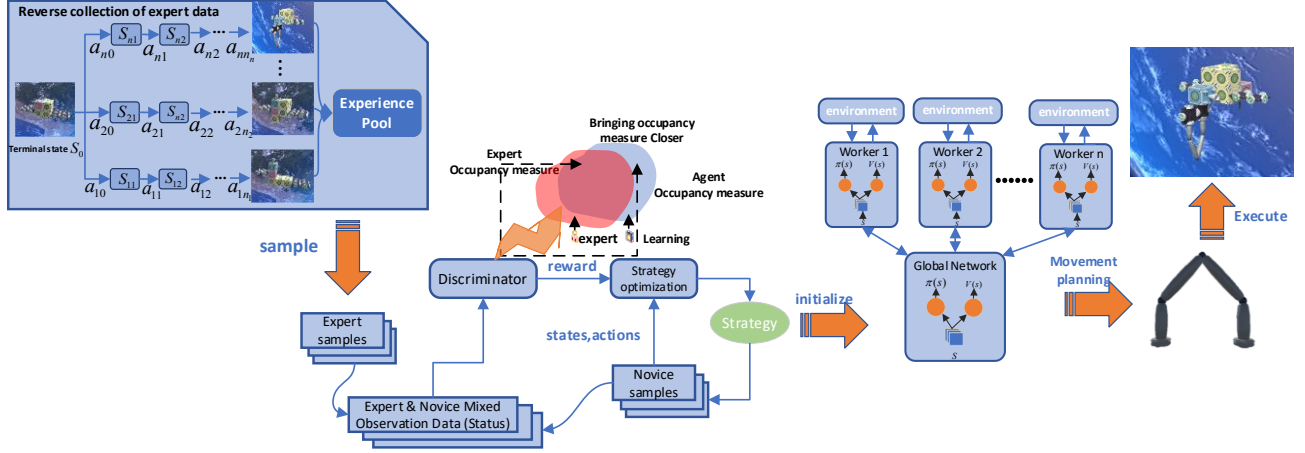 Reverse collection of expert data
a_{n0} S_{n1} a_{n1} S_{n2} a_{n2} ••• a_{nn_n}
Terminal state S_0
a_{20} S_{21} a_{21} S_{n2} a_{22} ••• a_{2n_2}
a_{10} S_{11} a_{11} S_{12} a_{12} ••• a_{1n_1}
Experience
Pool
sample
Expert
samples
Expert & Novice Mixed
Observation Data (Status)
Bringing occupancy
measure Closer
Expert
Occupancy measure
Agent
Occupancy measure
expert
Learning
Discriminator
reward
Strategy
optimization
states,actions
Novice
samples
Strategy
initialize
environment
environment
environment
Worker 1
π(s) V(s)
s
Worker 2
π(s) V(s)
s
••••••
Worker n
π(s) V(s)
s
Global Network
π(s) V(s)
s
Movement
planning
Execute